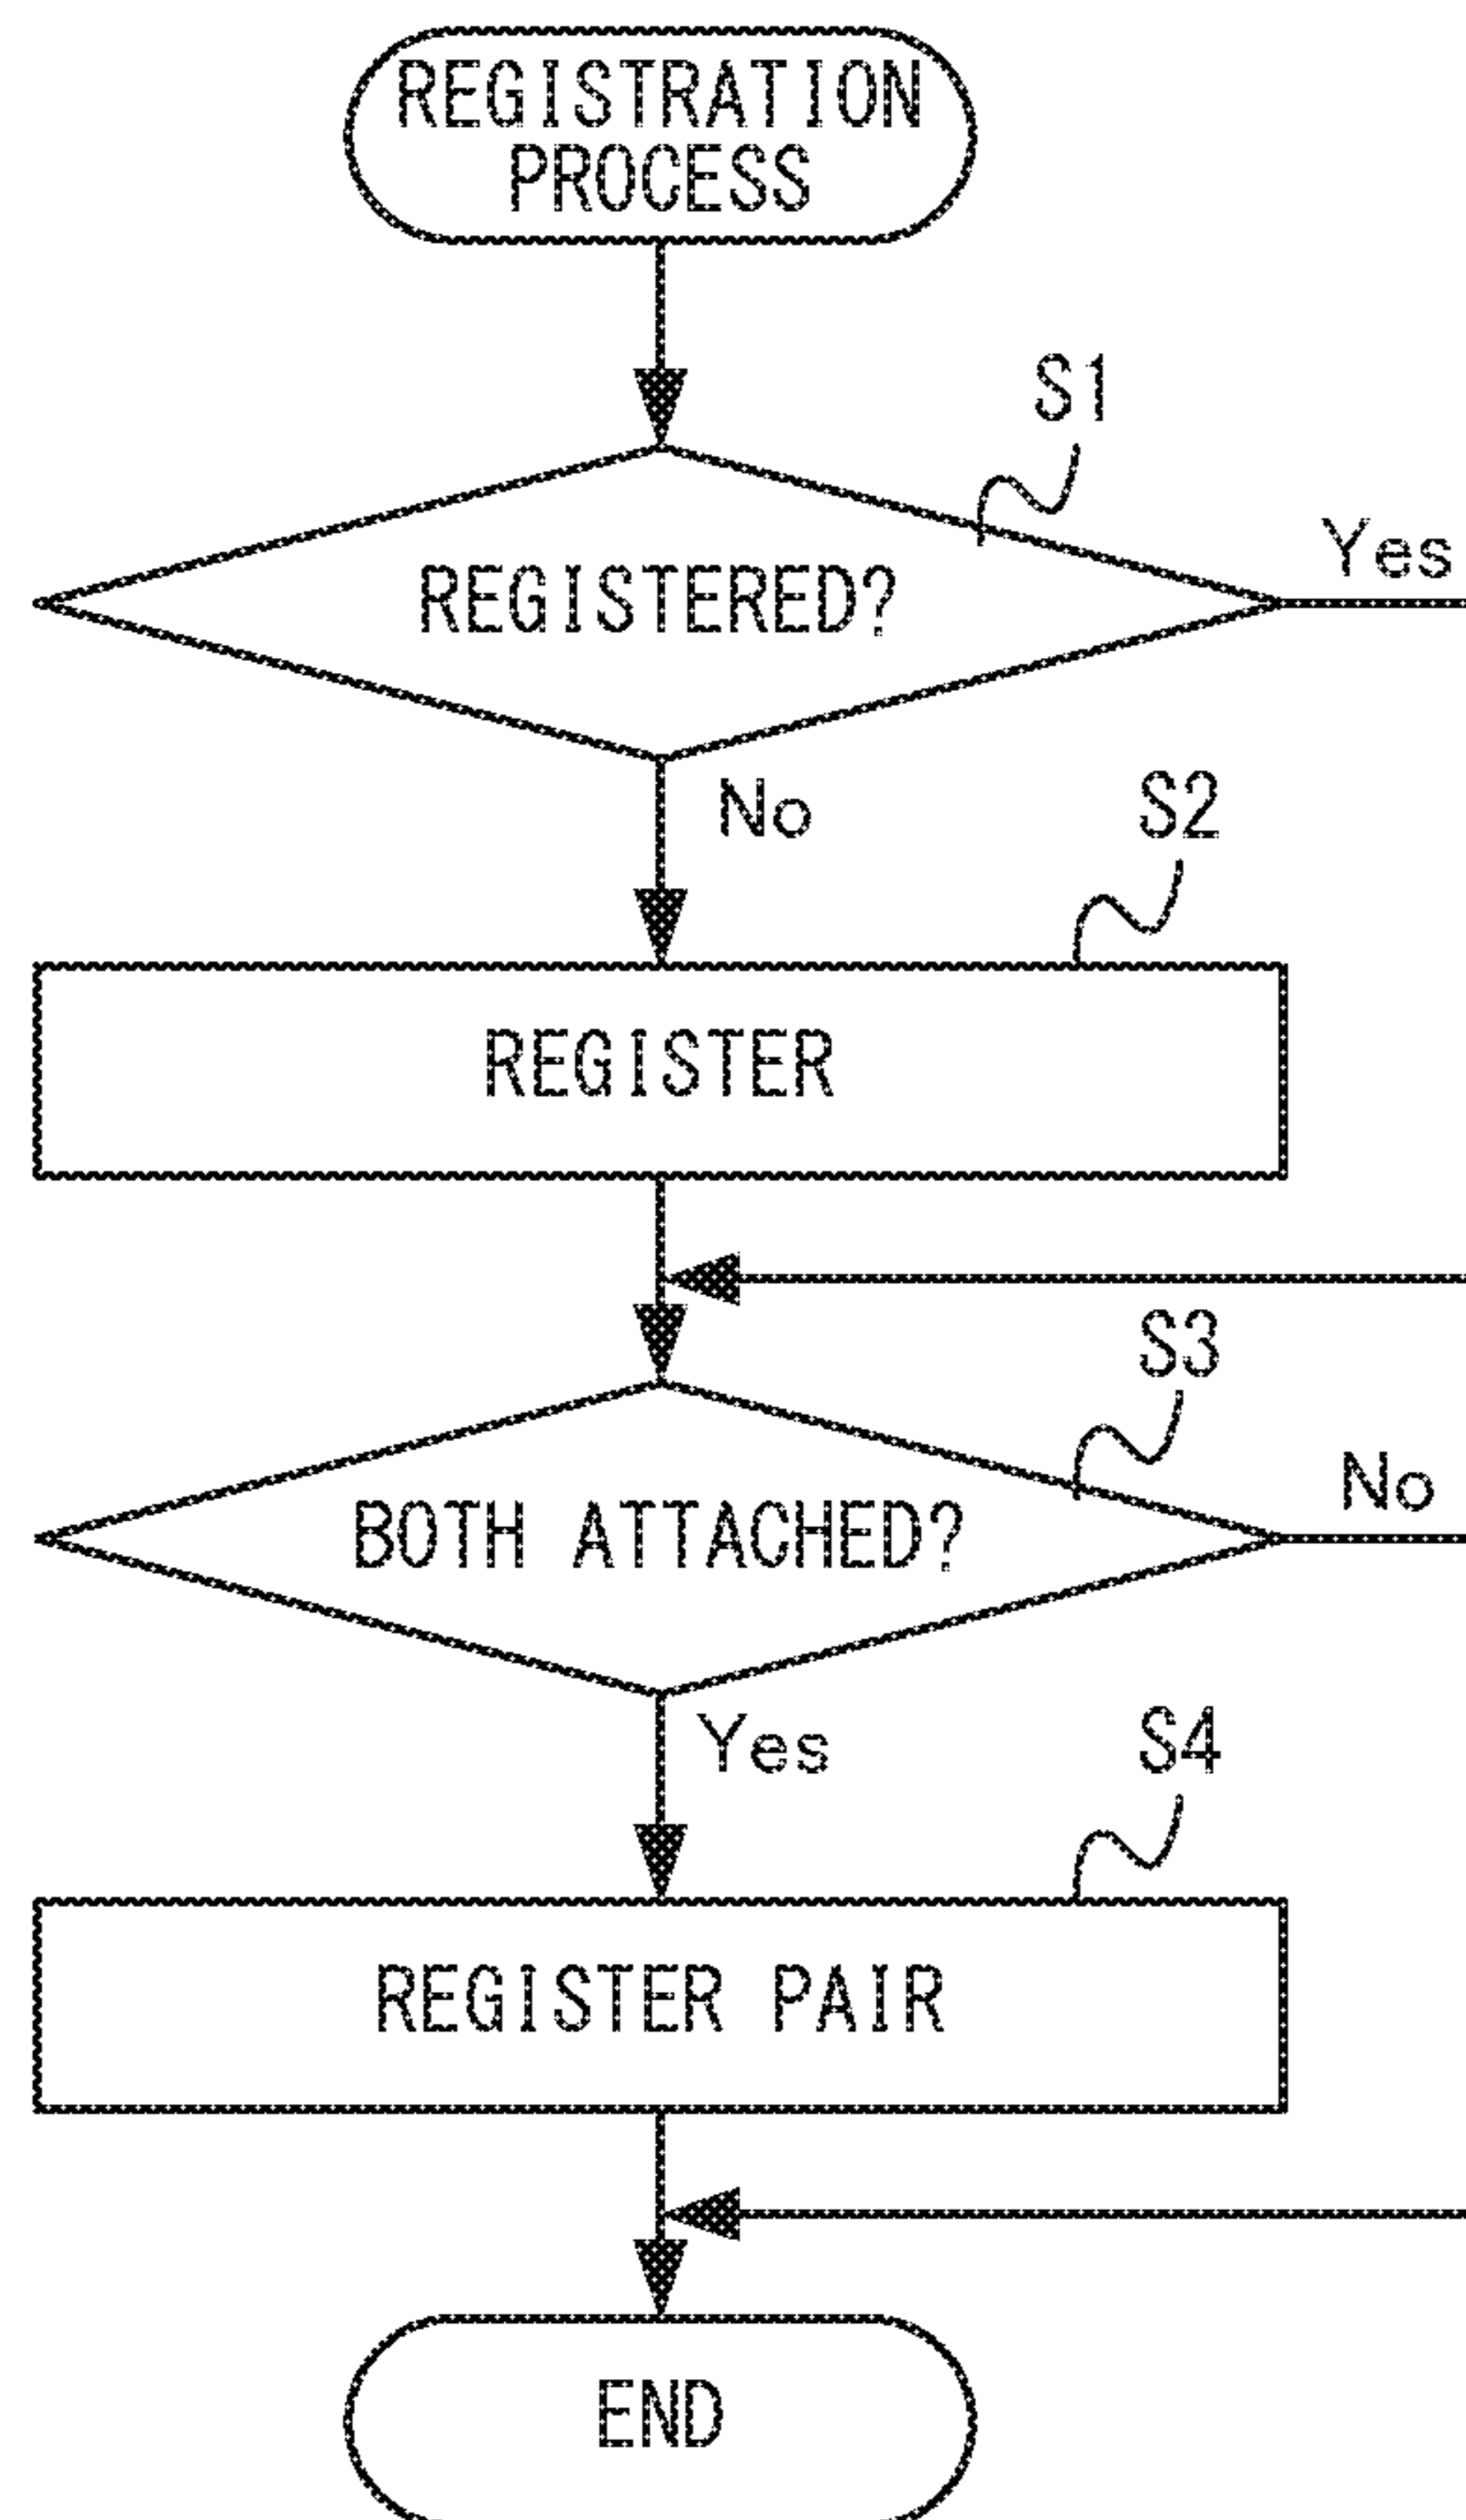 REGISTRATION
PROCESS
S1
Yes
REGISTERED?
No
S2
REGISTER
S3
No
BOTH ATTACHED?
Yes
S4
REGISTER PAIR
END